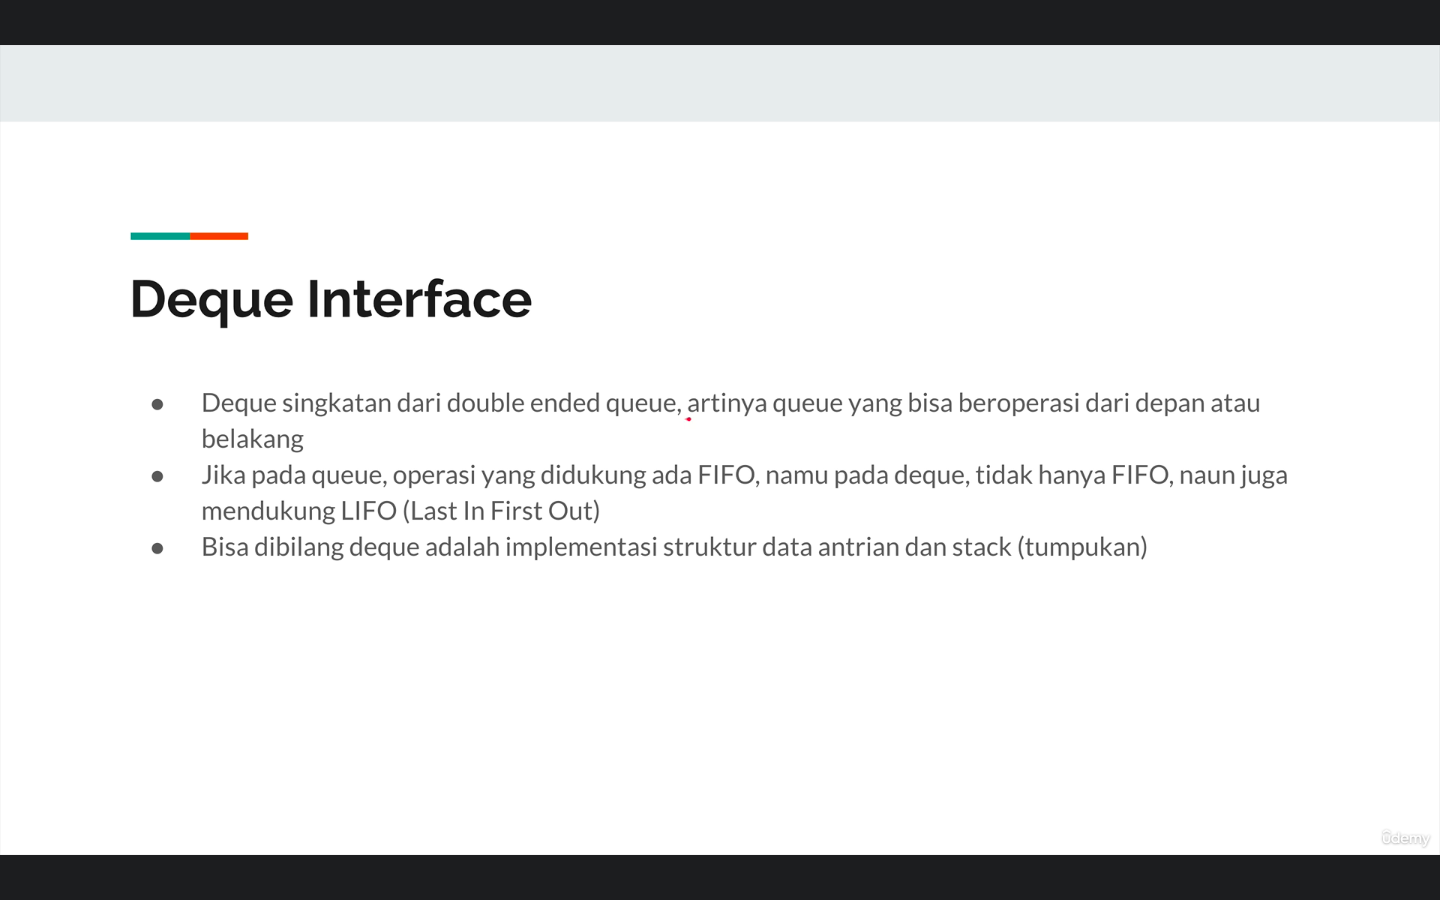 Deque Interface
● Deque singkatan dari double ended queue, artinya queue yang bisa beroperasi dari depan atau
belakang
● Jika pada queue, operasi yang didukung ada FIFO, namu pada deque, tidak hanya FIFO, naun juga
mendukung LIFO (Last In First Out)
● Bisa dibilang deque adalah implementasi struktur data antrian dan stack (tumpukan)
ûdemy